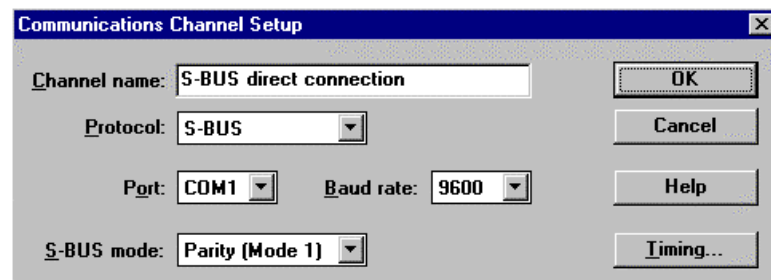 Communications Channel Setup
Channel name: S-BUS direct connection OK
Protocol: S-BUS Cancel
Port: COM1 Baud rate: 9600 Help
S-BUS mode: Parity (Mode 1) Timing...